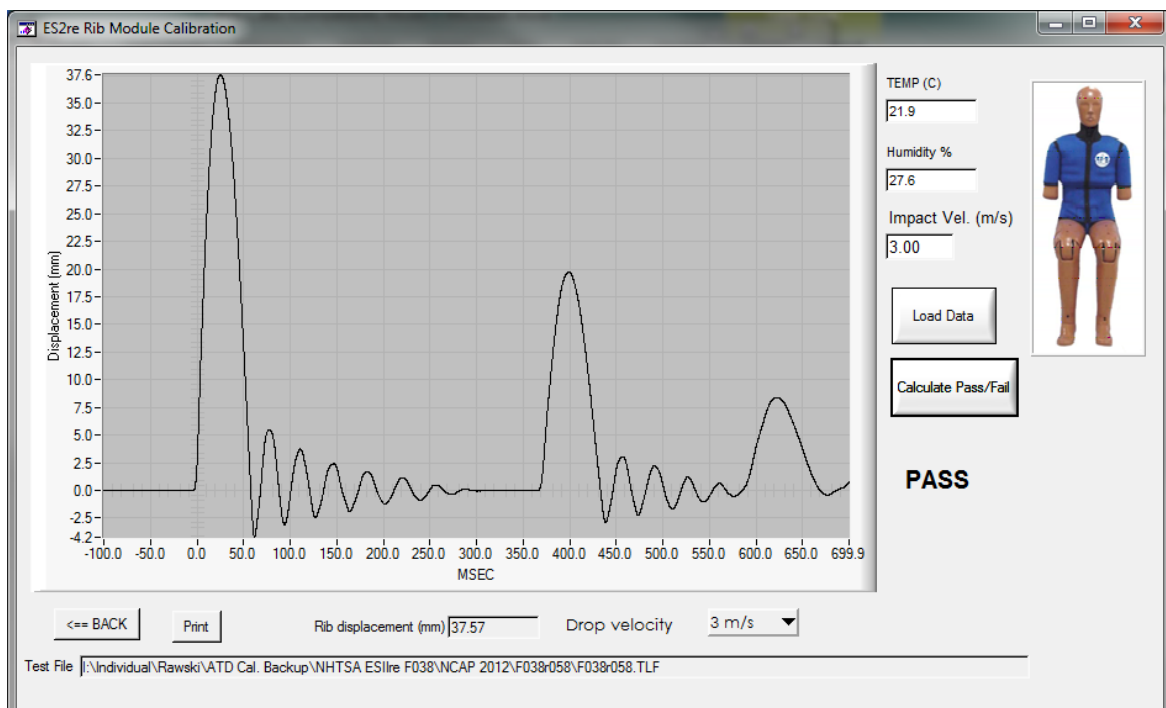 ES2re Rib Module Calibration
37.6
35.0
32.5
30.0
27.5
25.0
22.5
20.0
17.5
15.0
12.5
10.0
7.5
5.0
2.5
0.0
-2.5
-4.2
Displacement (mm)
-100.0 -50.0 0.0 50.0 100.0 150.0 200.0 250.0 300.0 350.0 400.0 450.0 500.0 550.0 600.0 650.0 699.9
MSEC
TEMP (C)
21.9
Humidity %
27.6
Impact Vel. (m/s)
3.00
Load Data
Calculate Pass/Fail
PASS
<== BACK
Print
Rib displacement (mm) 37.57
Drop velocity 3 m/s
Test File I:\Individual\Rawski\ATD Cal. Backup\NHTSA ESIIre F038\NCAP 2012\F038r058\F038r058.TLF